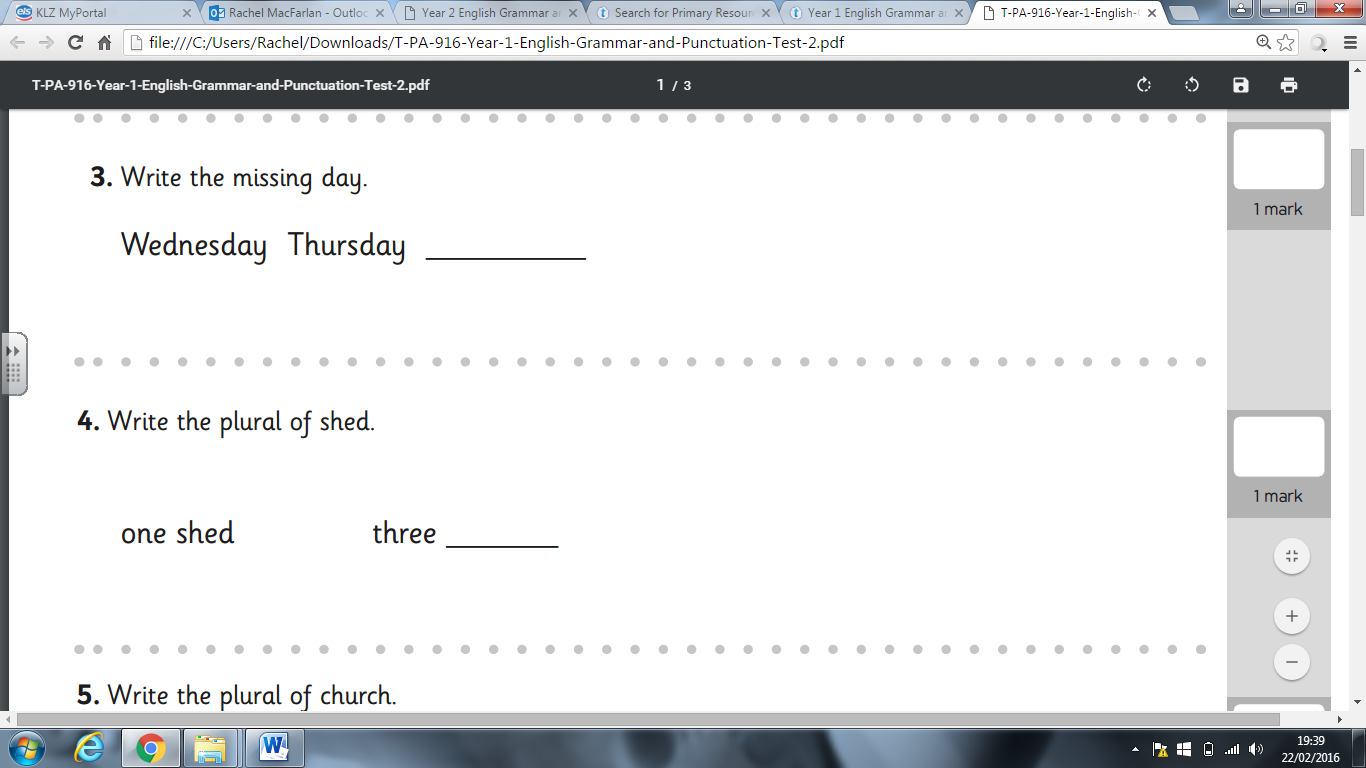 KLZ MyPortal
Rachel MacFarlan - Outloo
Year 2 English Grammar a
Search for Primary Resour
Year 1 English Grammar a
T-PA-916-Year-1-English-
file:///C:/Users/Rachel/Downloads/T-PA-916-Year-1-English-Grammar-and-Punctuation-Test-2.pdf
T-PA-916-Year-1-English-Grammar-and-Punctuation-Test-2.pdf
1 / 3
3. Write the missing day.
1 mark
Wednesday Thursday __________
4. Write the plural of shed.
1 mark
one shed three _______
5. Write the plural of church.
19:39
22/02/2016